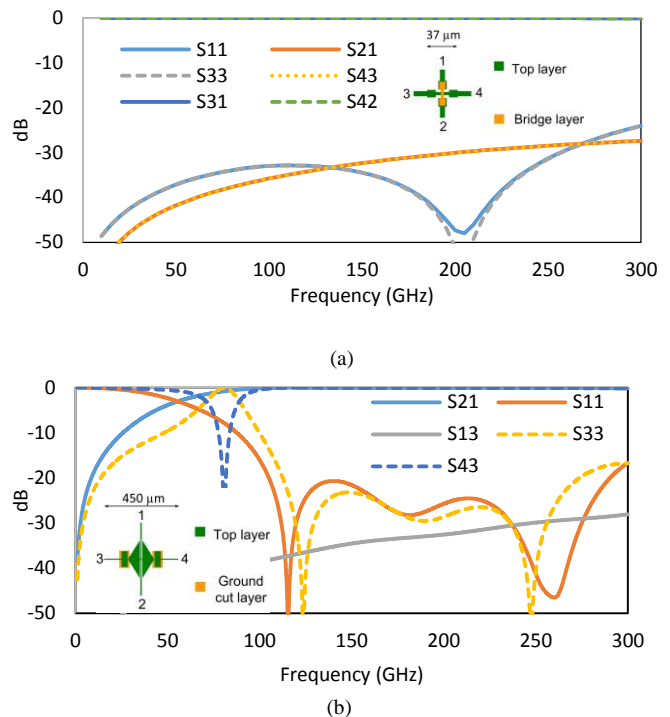 0
-10
-20
-30
-40
-50
dB
0 50 100 150 200 250 300
Frequency (GHz)
S11 S21
S33 S43
S31 S42
37 µm
1
3 4
2
Top layer
Bridge layer
(a)
0
-10
-20
-30
-40
-50
dB
0 50 100 150 200 250 300
Frequency (GHz)
S21 S11
S13 S33
S43
450 µm
1
3 4
2
Top layer
Ground
cut layer
(b)